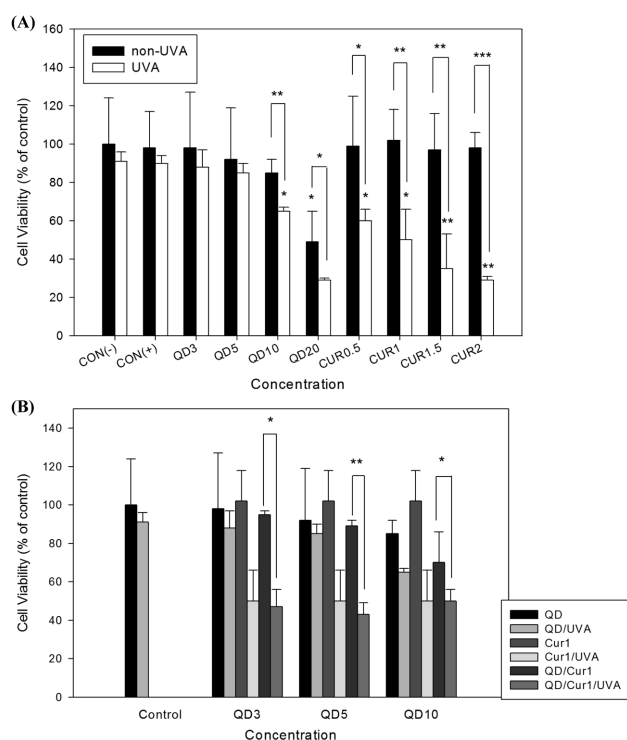 (A)
non-UVA
UVA
Cell Viability (% of control)
160
140
120
100
80
60
40
20
0
*
**
**
***
**
*
*
*
*
*
**
**
CON(-)
CON(+)
QD3
QD5
QD10
QD20
CUR0.5
CUR1
CUR1.5
CUR2
Concentration
(B)
Cell Viability (% of control)
140
120
100
80
60
40
20
0
*
**
*
Control
QD3
QD5
QD10
Concentration
QD
QD/UVA
Cur1
Cur1/UVA
QD/Cur1
QD/Cur1/UVA